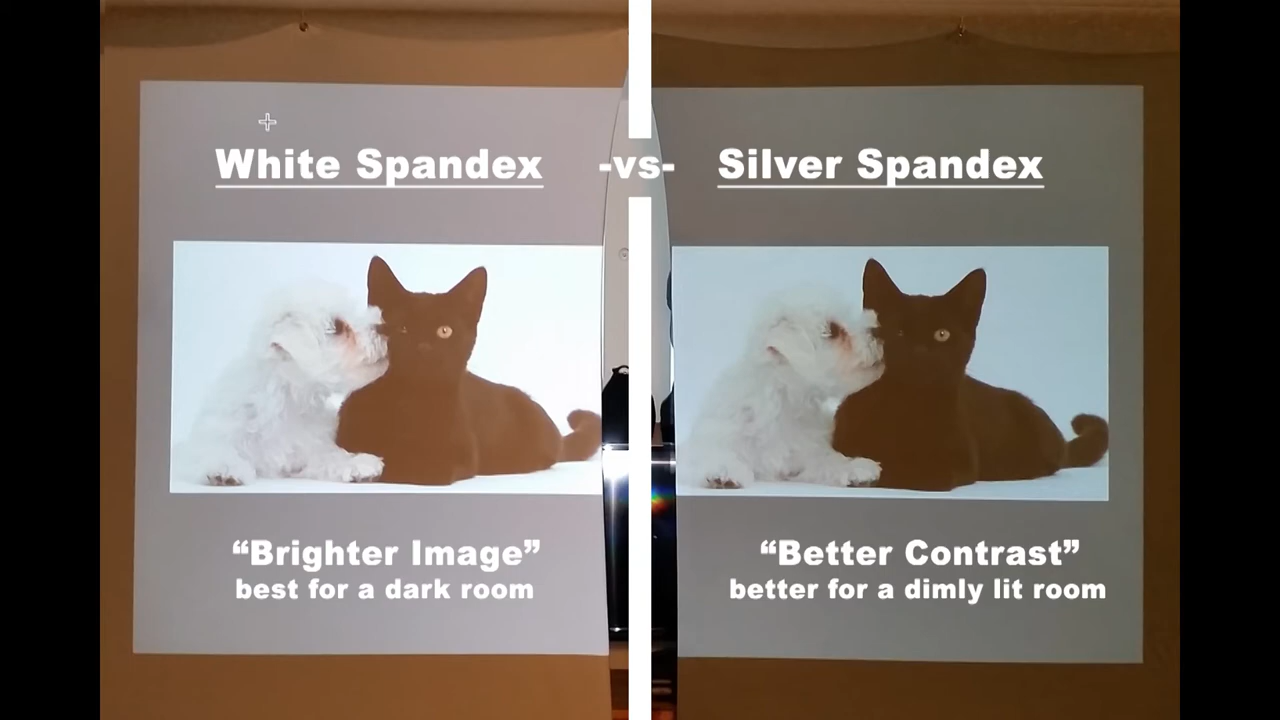 White Spandex -vs- Silver Spandex
“Brighter Image” “Better Contrast”
best for a dark room better for a dimly lit room